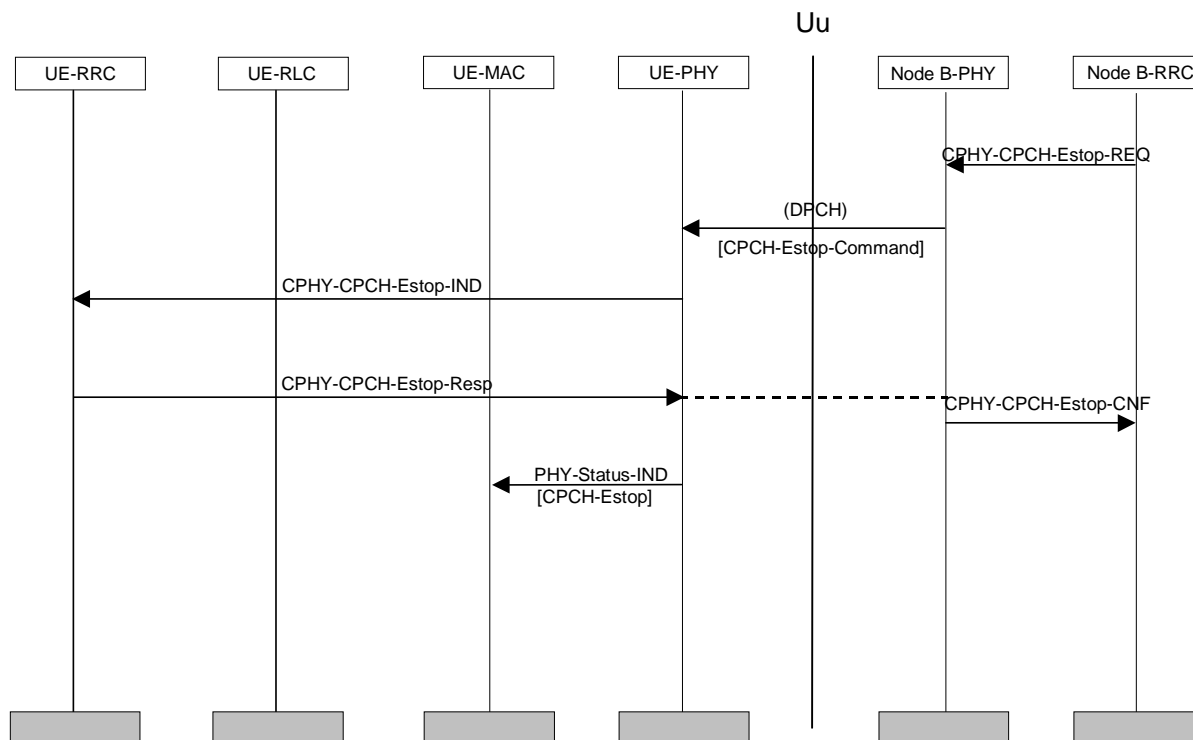 Uu
UE-RRC
UE-RLC
UE-MAC
UE-PHY
Node B-PHY
Node B-RRC
CPHY-CPCH-Estop-REQ
(DPCH)
[CPCH-Estop-Command]
CPHY-CPCH-Estop-IND
CPHY-CPCH-Estop-Resp
CPHY-CPCH-Estop-CNF
PHY-Status-IND
[CPCH-Estop]